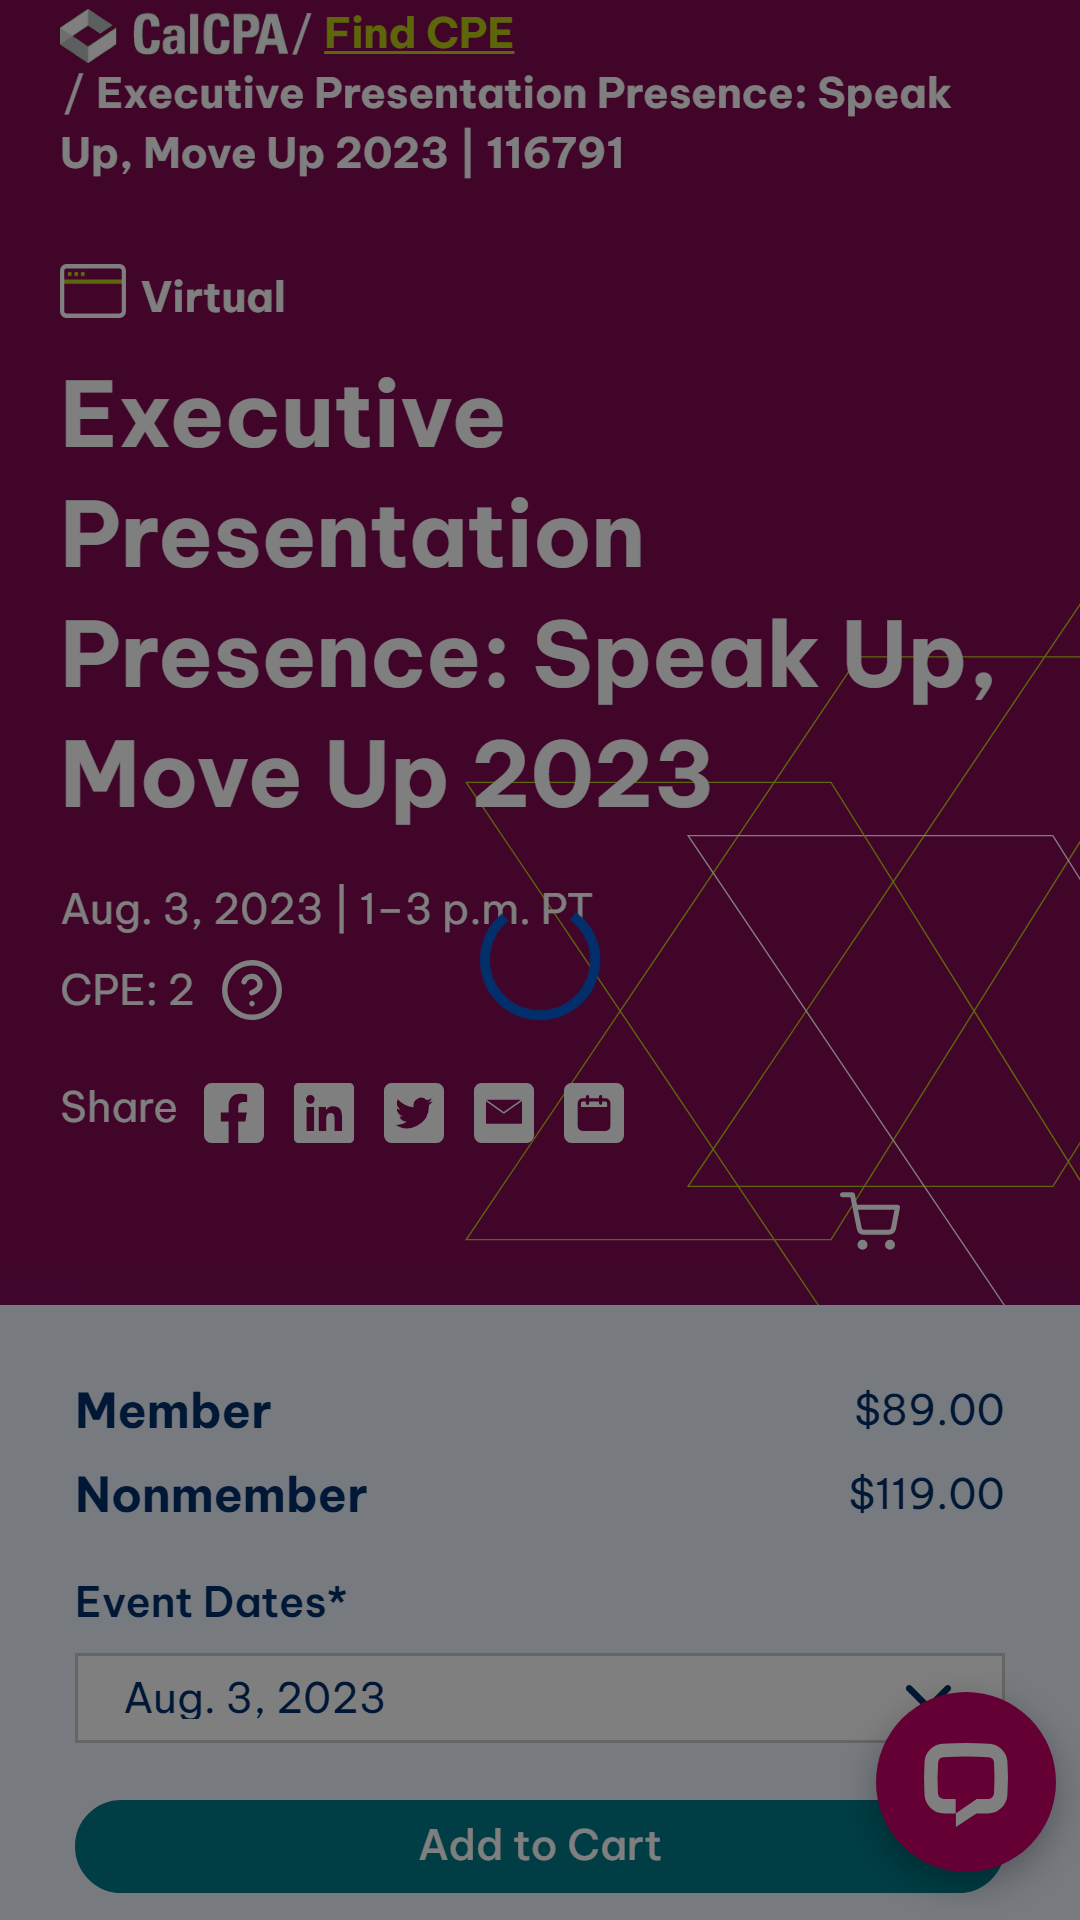 CalCPA / Find CPE
/ Executive Presentation Presence: Speak
Up, Move Up 2023 | 116791
Virtual
Executive
Presentation
Presence: Speak Up,
Move Up 2023
Aug. 3, 2023 | 1–3 p.m. PT
CPE: 2 ?
Share
Member $89.00
Nonmember $119.00
Event Dates*
Aug. 3, 2023
Add to Cart